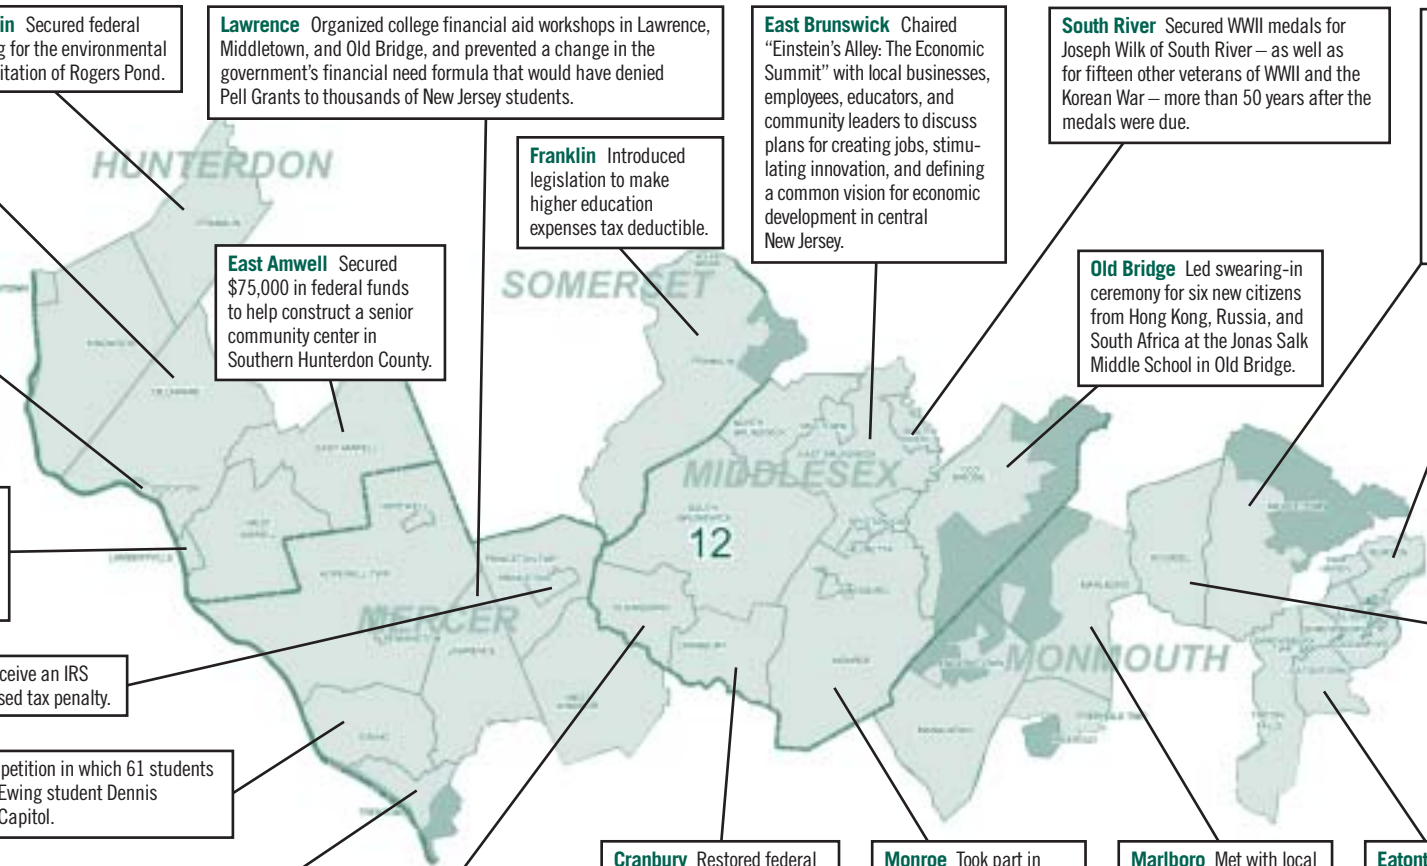 in Secured federal
g for the environmental
itation of Rogers Pond.
Lawrence Organized college financial aid workshops in Lawrence,
Middletown, and Old Bridge, and prevented a change in the
government's financial need formula that would have denied
Pell Grants to thousands of New Jersey students.
East Brunswick Chaired
“Einstein's Alley: The Economic
Summit” with local businesses,
employees, educators, and
community leaders to discuss
plans for creating jobs, stimu-
lating innovation, and defining
a common vision for economic
development in central
New Jersey.
South River Secured WWII medals for
Joseph Wilk of South River – as well as
for fifteen other veterans of WWII and the
Korean War – more than 50 years after the
medals were due.
Franklin Introduced
legislation to make
higher education
expenses tax deductible.
East Amwell Secured
$75,000 in federal funds
to help construct a senior
community center in
Southern Hunterdon County.
Old Bridge Led swearing-in
ceremony for six new citizens
from Hong Kong, Russia, and
South Africa at the Jonas Salk
Middle School in Old Bridge.
HUNTERDON
SOMERSET
MIDDLESEX
12
MERCER
MONMOUTH
ceive an IRS
sed tax penalty.
petition in which 61 students
Ewing student Dennis
Capitol.
Cranbury Restored federal
Monroe Took part in
Marlboro Met with local
Eatont